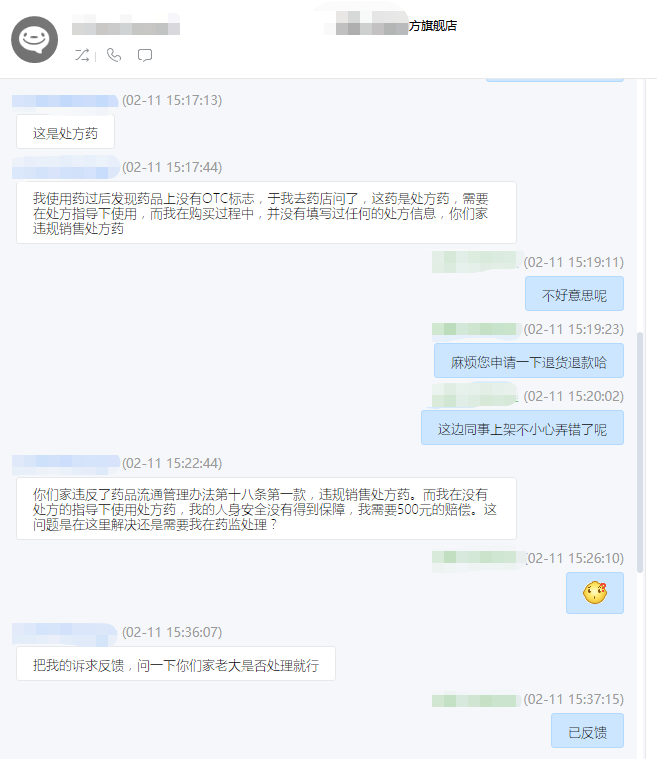 方旗舰店
(02-11 15:17:13)
这是处方药
(02-11 15:17:44)
我使用药过后发现药品上没有OTC标志，于我去药店问了，这药是处方药，需要
在处方指导下使用，而我在购买过程中，并没有填写过任何的处方信息，你们家
违规销售处方药
(02-11 15:19:11)
不好意思呢
(02-11 15:19:23)
麻烦您申请一下退货退款哈
(02-11 15:20:02)
这边同事上架不小心弄错了呢
(02-11 15:22:44)
你们家违反了药品流通管理办法第十八条第一款，违规销售处方药。而我在没有
处方的指导下使用处方药，我的人身安全没有得到保障，我需要500元的赔偿。这
问题是在这里解决还是需要我在药监处理？
(02-11 15:26:10)
(02-11 15:36:07)
把我的诉求反馈，问一下你们家老大是否处理就行
(02-11 15:37:15)
已反馈